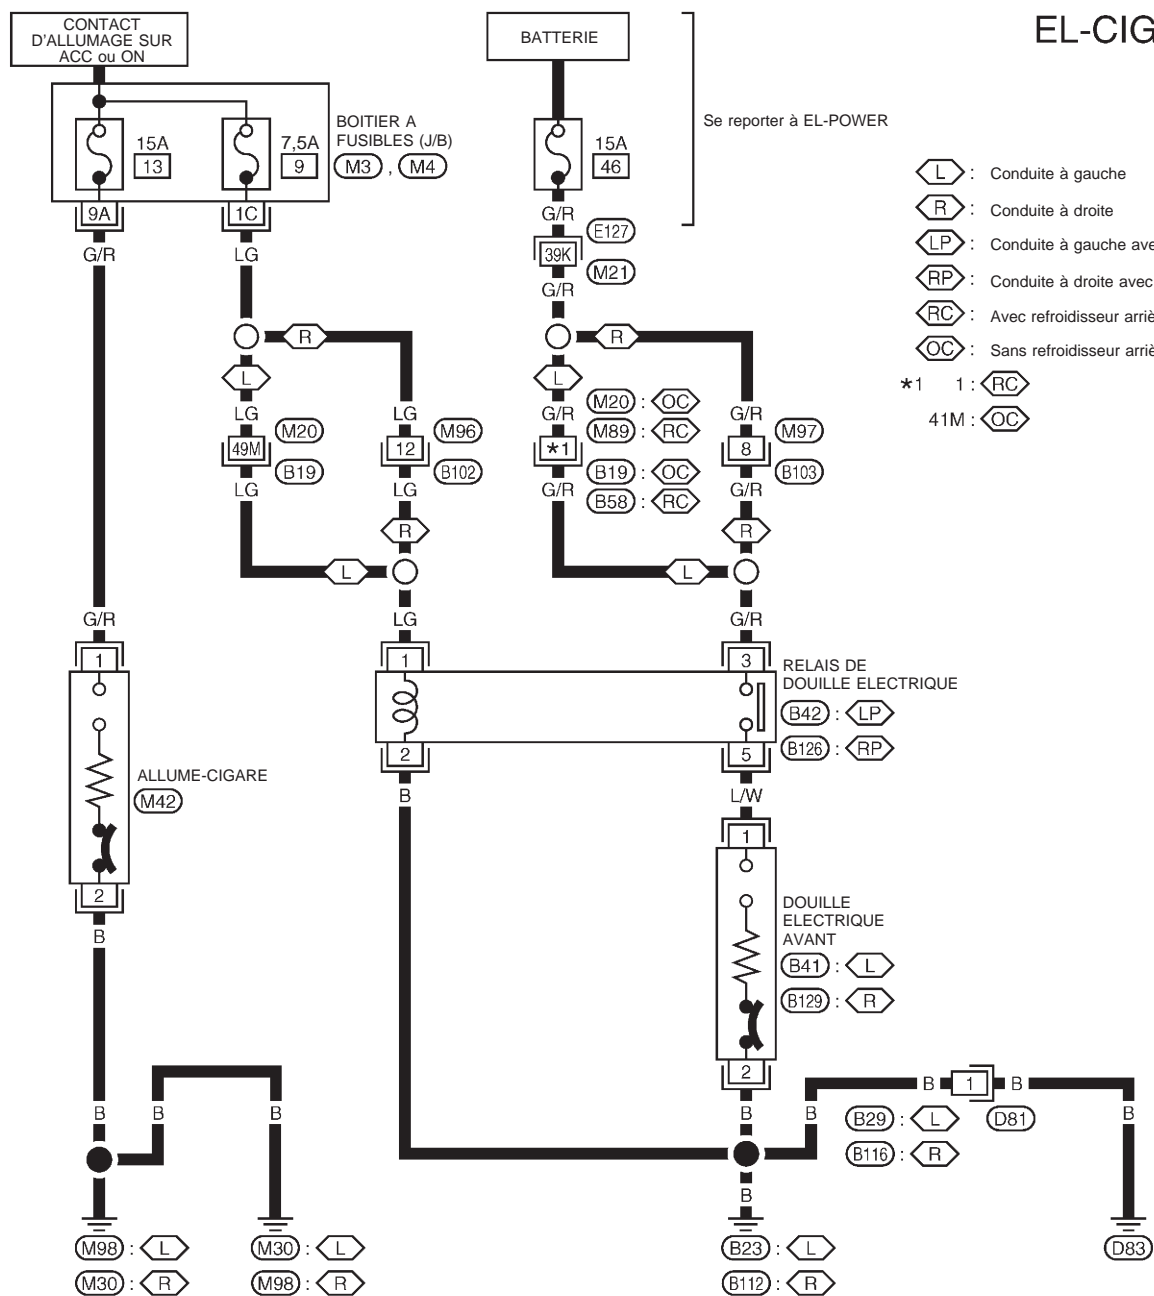 EL-CIG
CONTACT
D'ALLUMAGE SUR
ACC ou ON
BATTERIE
Se reporter à EL-POWER
15A
13
7,5A
9
BOITIER A
FUSIBLES (J/B)
M3 , M4
15A
46
9A
1C
G/R
LG
G/R
E127
39K
M21
G/R
L : Conduite à gauche
R : Conduite à droite
LP : Conduite à gauche ave
RP : Conduite à droite avec
RC : Avec refroidisseur arriè
OC : Sans refroidisseur arriè
*1 1 : RC
41M : OC
R
R
L
L
LG
LG
G/R
G/R
M20
49M
B19
M96
12
B102
M20 : OC
M89 : RC
*1
B19 : OC
B58 : RC
M97
8
B103
LG
LG
G/R
G/R
R
R
L
L
G/R
LG
G/R
1
1
3
RELAIS DE
DOUILLE ELECTRIQUE
B42 : LP
B126 : RP
2
5
ALLUME-CIGARE
M42
B
L/W
1
2
B
DOUILLE
ELECTRIQUE
AVANT
B41 : L
B129 : R
2
B
B
B
B
B
B
1
B
B
B29 : L
B116 : R
D81
B
M98 : L
M30 : R
M30 : L
M98 : R
B23 : L
B112 : R
D83